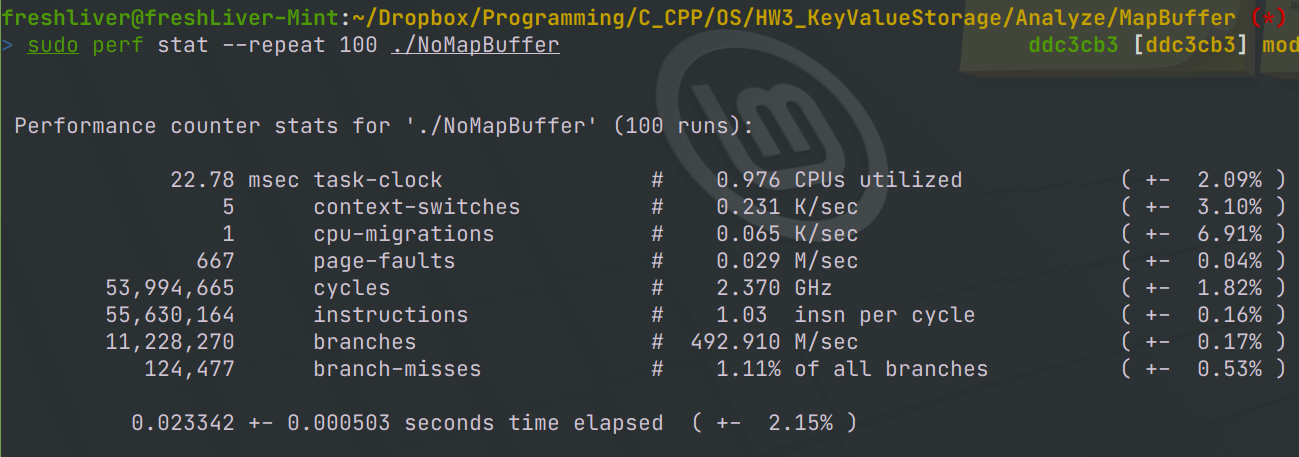 freshliver@freshLiver-Mint:~/Dropbox/Programming/C_CPP/OS/HW3_KeyValueStorage/Analyze/MapBuffer (*)
> sudo perf stat --repeat 100 ./NoMapBuffer ddc3cb3 [ddc3cb3] mod
Performance counter stats for './NoMapBuffer' (100 runs):
22.78 msec task-clock # 0.976 CPUs utilized ( +- 2.09% )
5 context-switches # 0.231 K/sec ( +- 3.10% )
1 cpu-migrations # 0.065 K/sec ( +- 6.91% )
667 page-faults # 0.029 M/sec ( +- 0.04% )
53,994,665 cycles # 2.370 GHz ( +- 1.82% )
55,630,164 instructions # 1.03 insn per cycle ( +- 0.16% )
11,228,270 branches # 492.910 M/sec ( +- 0.17% )
124,477 branch-misses # 1.11% of all branches ( +- 0.53% )
0.023342 +- 0.000503 seconds time elapsed ( +- 2.15% )